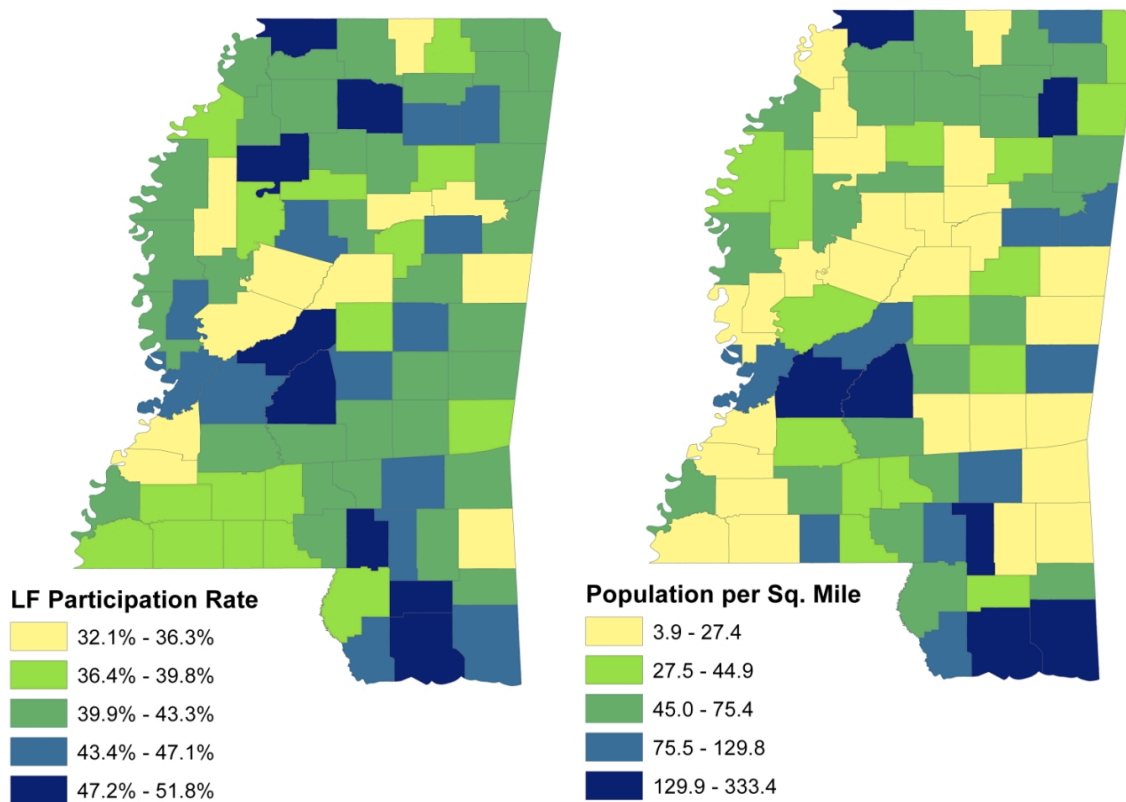 LF Participation Rate
32.1% - 36.3%
36.4% - 39.8%
39.9% - 43.3%
43.4% - 47.1%
47.2% - 51.8%
Population per Sq. Mile
3.9 - 27.4
27.5 - 44.9
45.0 - 75.4
75.5 - 129.8
129.9 - 333.4